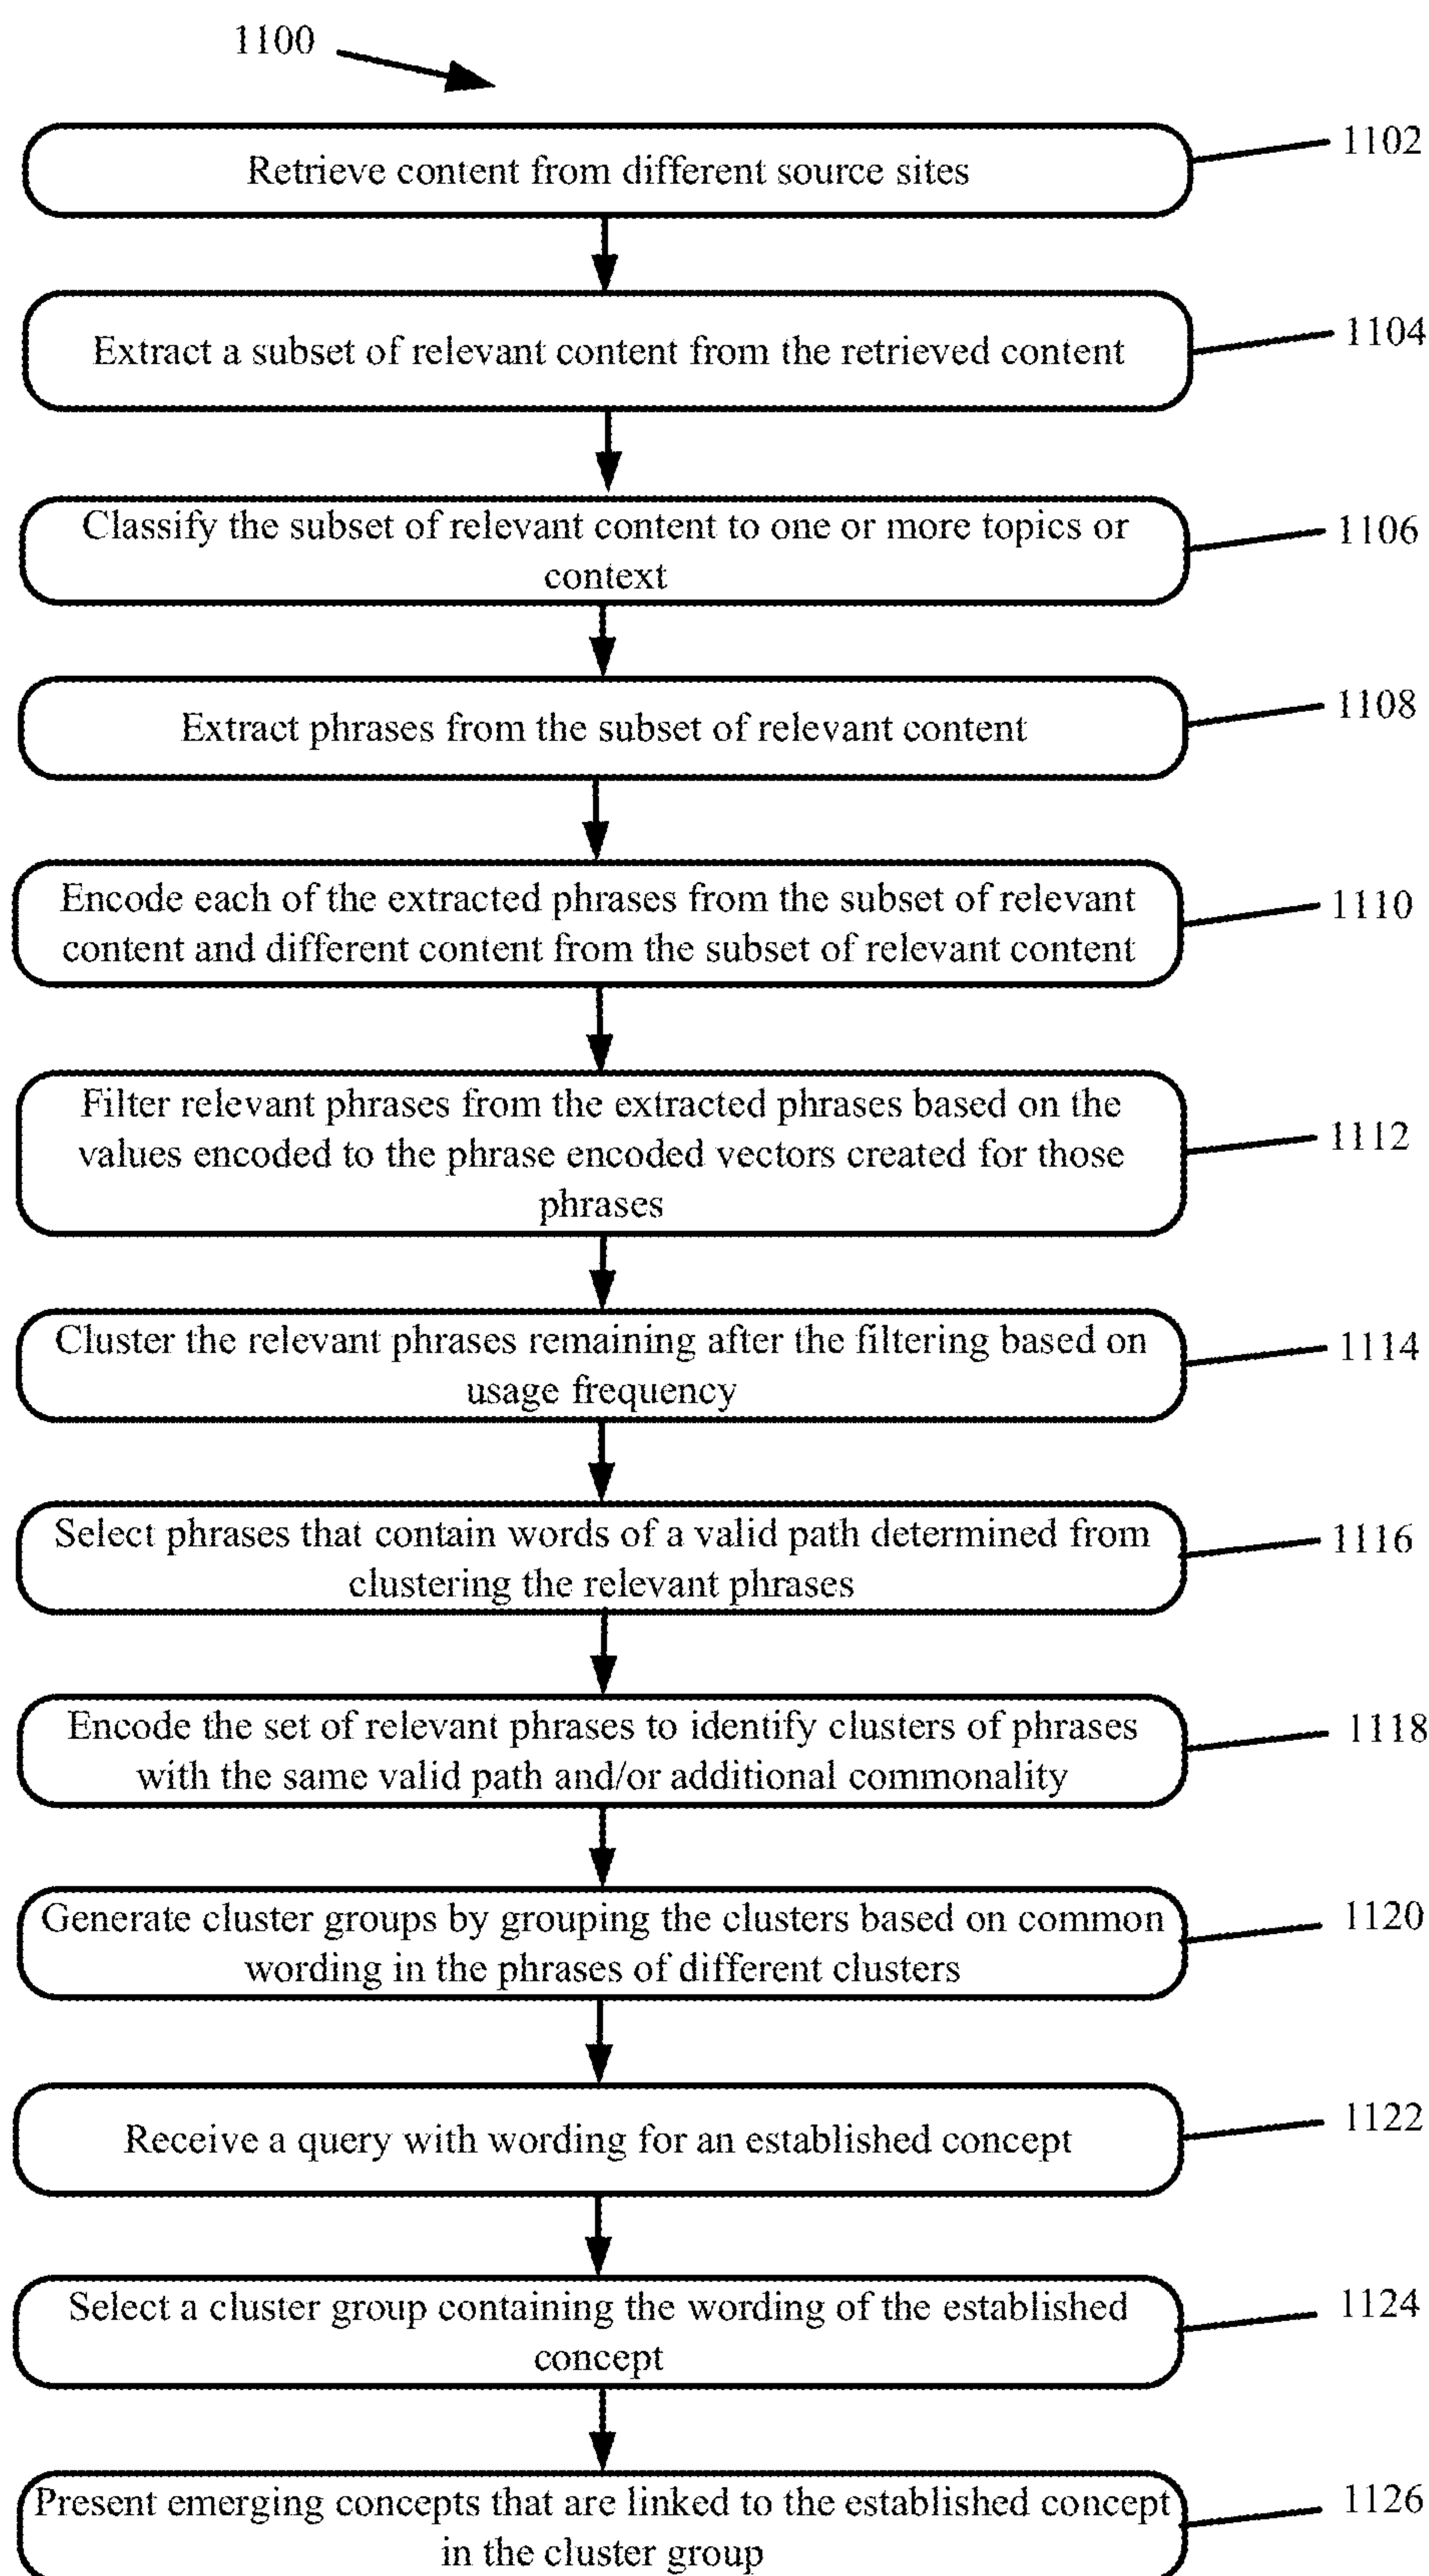 1100
Retrieve content from different source sites
1102
Extract a subset of relevant content from the retrieved content
1104
Classify the subset of relevant content to one or more topics or
context
1106
Extract phrases from the subset of relevant content
1108
Encode each of the extracted phrases from the subset of relevant
content and different content from the subset of relevant content
1110
Filter relevant phrases from the extracted phrases based on the
values encoded to the phrase encoded vectors created for those
phrases
1112
Cluster the relevant phrases remaining after the filtering based on
usage frequency
1114
Select phrases that contain words of a valid path determined from
clustering the relevant phrases
1116
Encode the set of relevant phrases to identify clusters of phrases
with the same valid path and/or additional commonality
1118
Generate cluster groups by grouping the clusters based on common
wording in the phrases of different clusters
1120
Receive a query with wording for an established concept
1122
Select a cluster group containing the wording of the established
concept
1124
Present emerging concepts that are linked to the established concept
in the cluster group
1126